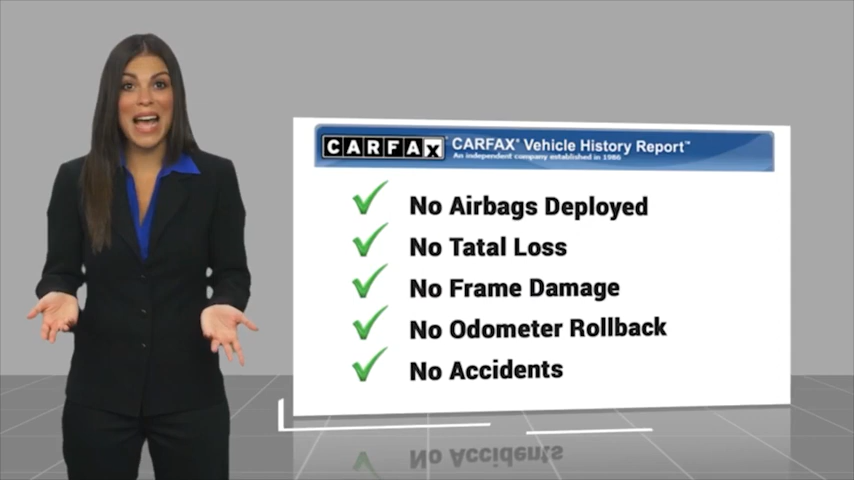 CARFAX CARFAX® Vehicle History Report™
An independent company established in 1986
No Airbags Deployed
No Tatal Loss
No Frame Damage
No Odometer Rollback
No Accidents
No Accidents